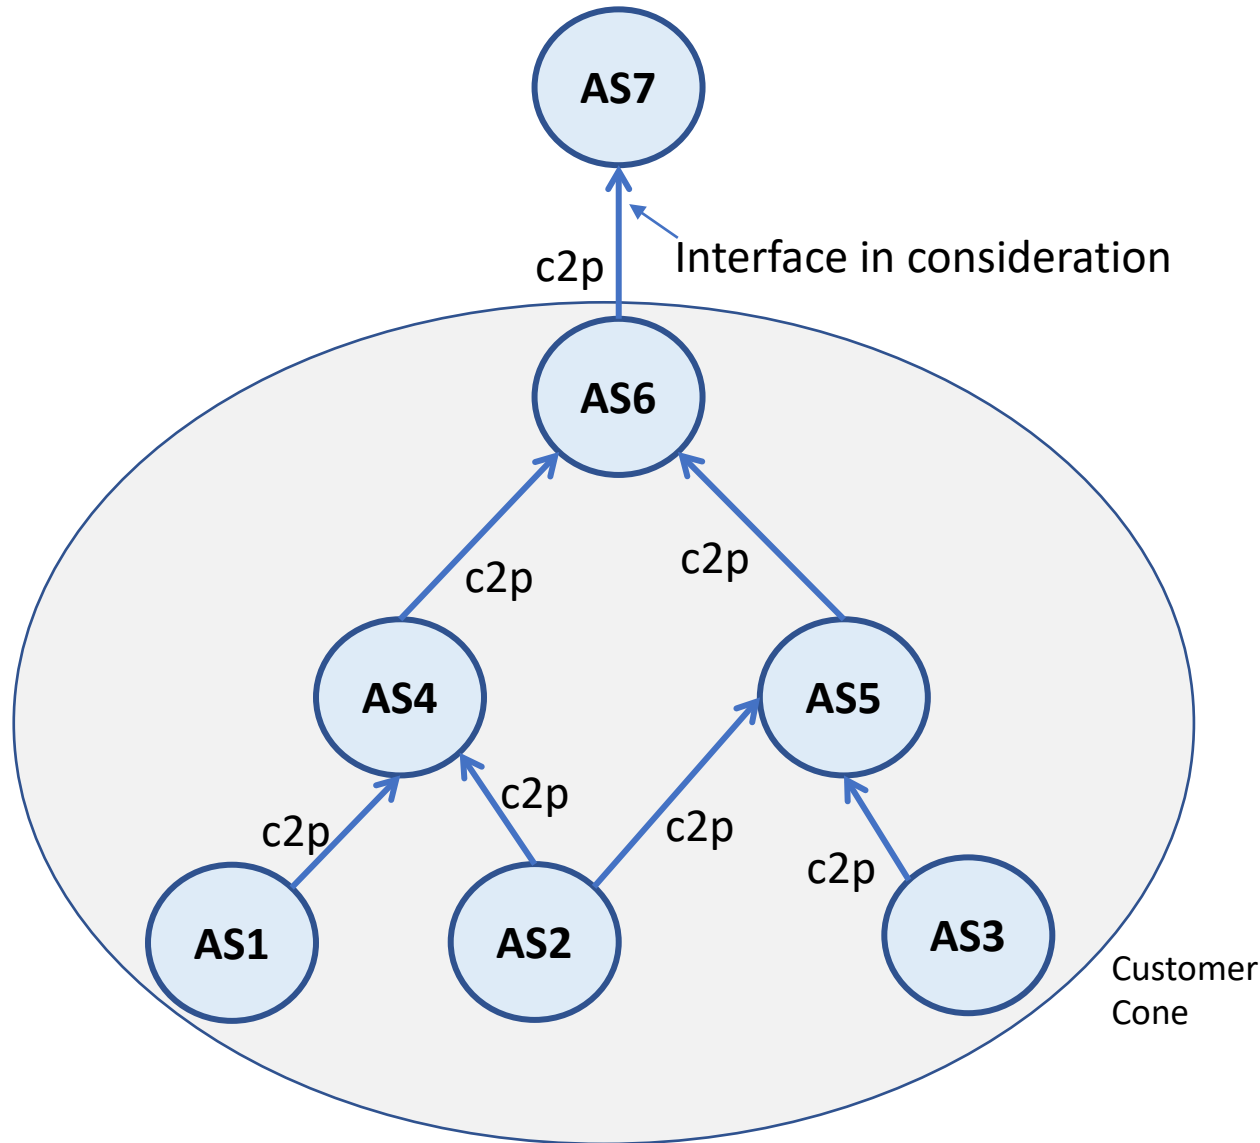 AS7
Interface in consideration
c2p
AS6
c2p
c2p
AS4
AS5
c2p
c2p
c2p
c2p
AS1
AS2
AS3
Customer
Cone